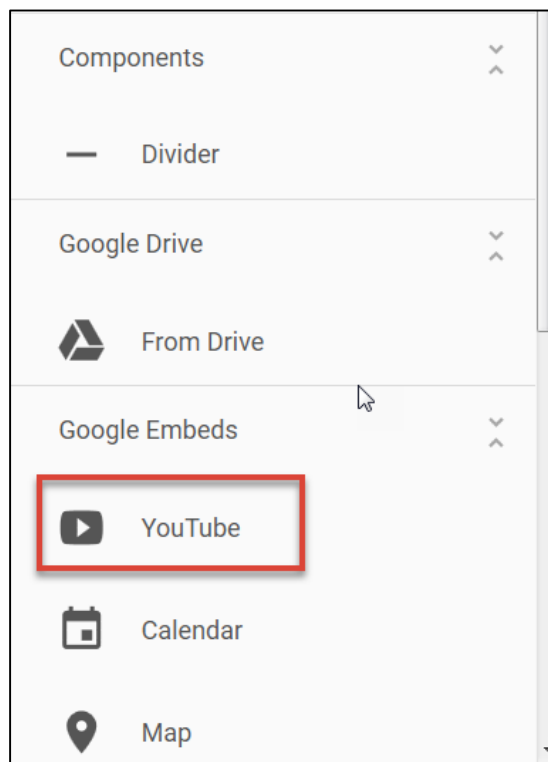 Components
Divider
Google Drive
From Drive
Google Embeds
YouTube
Calendar
Map